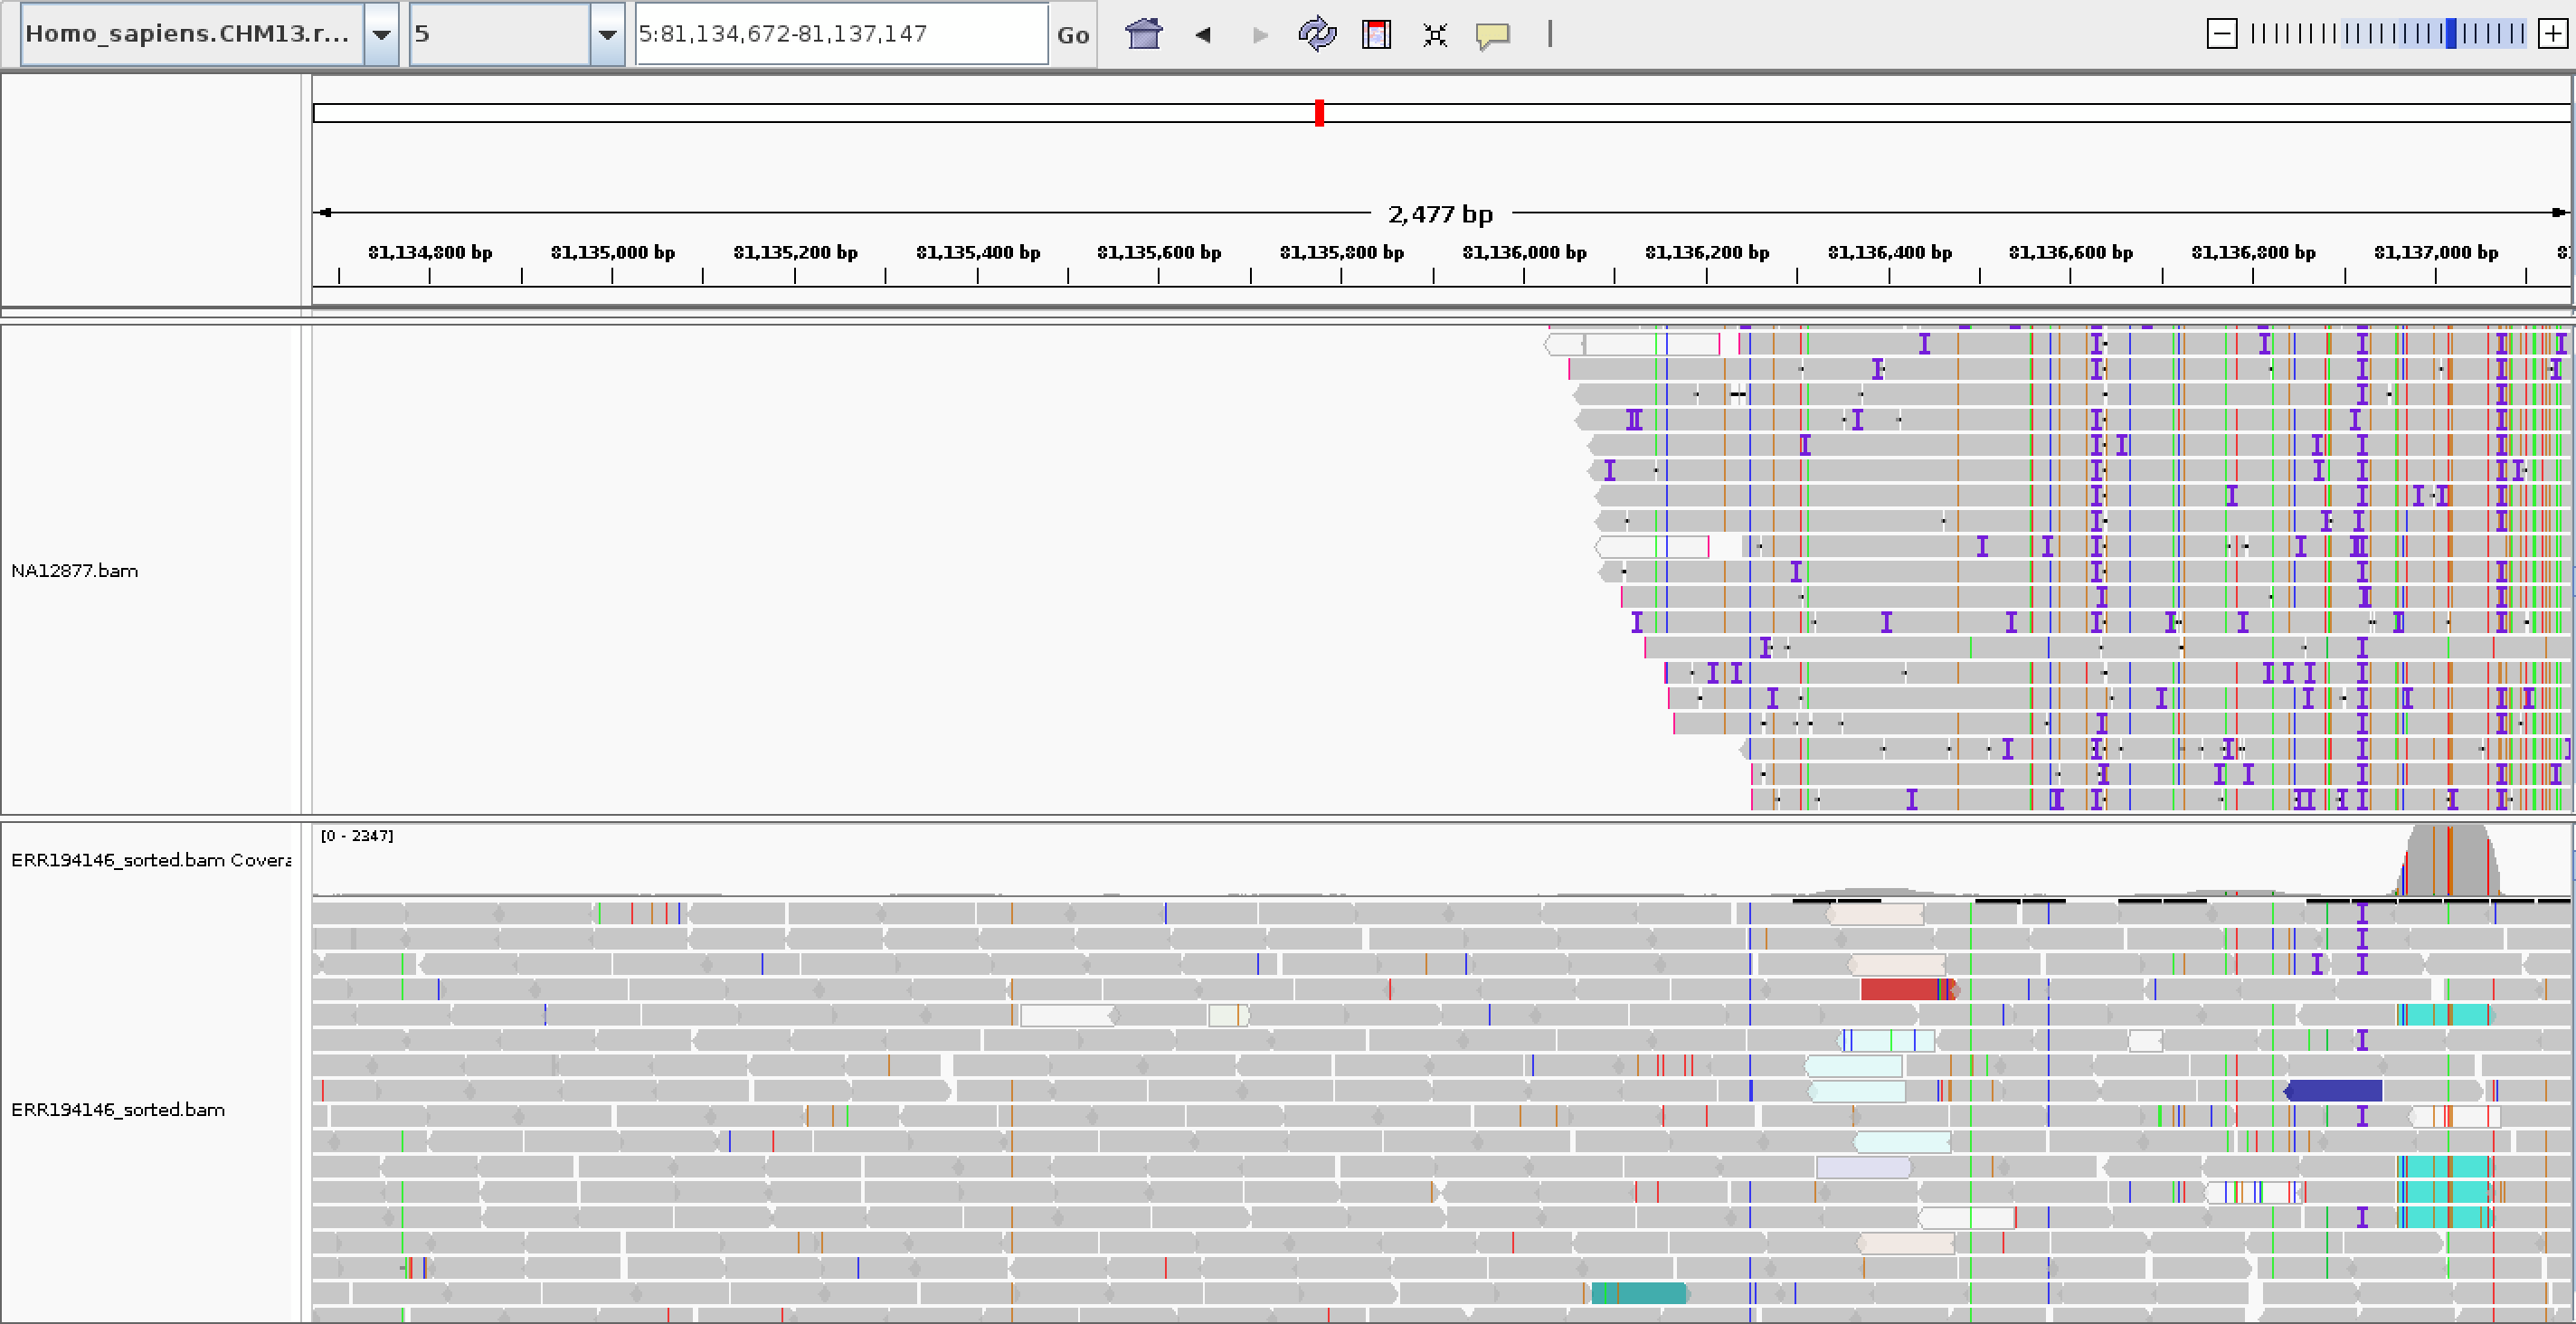 Homo_sapiens.CHM13.r... 5 5:81,134,672-81,137,147 Go
2,477 bp
81,134,800 bp 81,135,000 bp 81,135,200 bp 81,135,400 bp 81,135,600 bp 81,135,800 bp 81,136,000 bp 81,136,200 bp 81,136,400 bp 81,136,600 bp 81,136,800 bp 81,137,000 bp
NA12877.bam
[0 - 2347]
ERR194146_sorted.bam Covera
ERR194146_sorted.bam